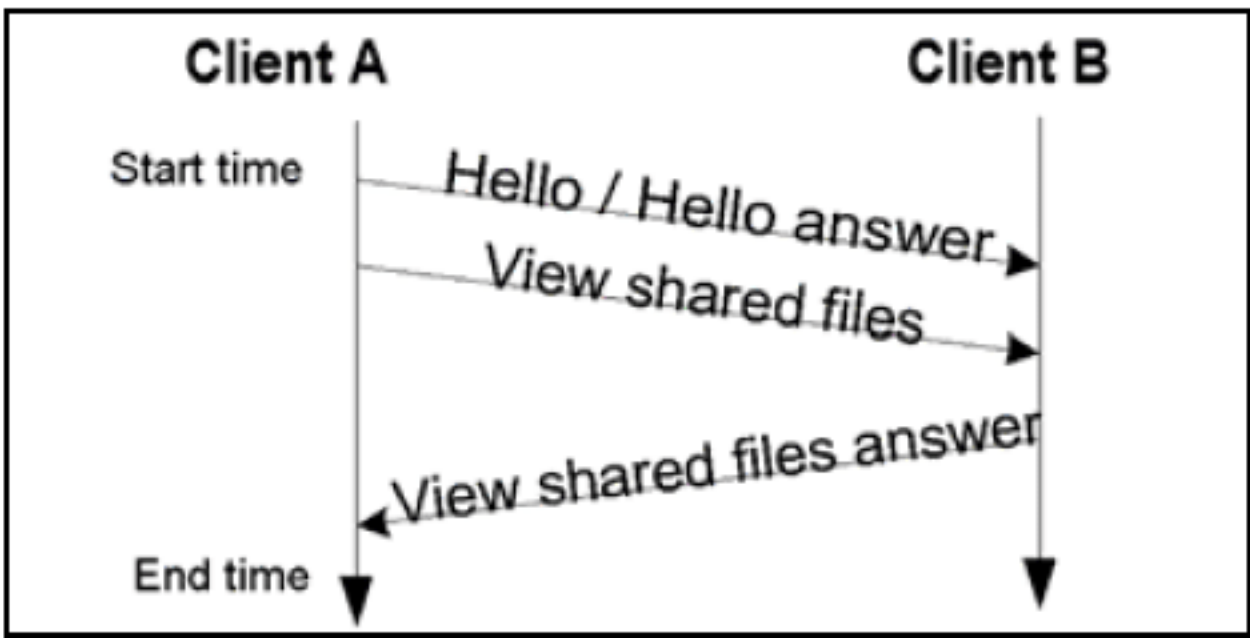 Client A
Client B
Start time
Hello / Hello answer
View shared files
View shared files answer
End time